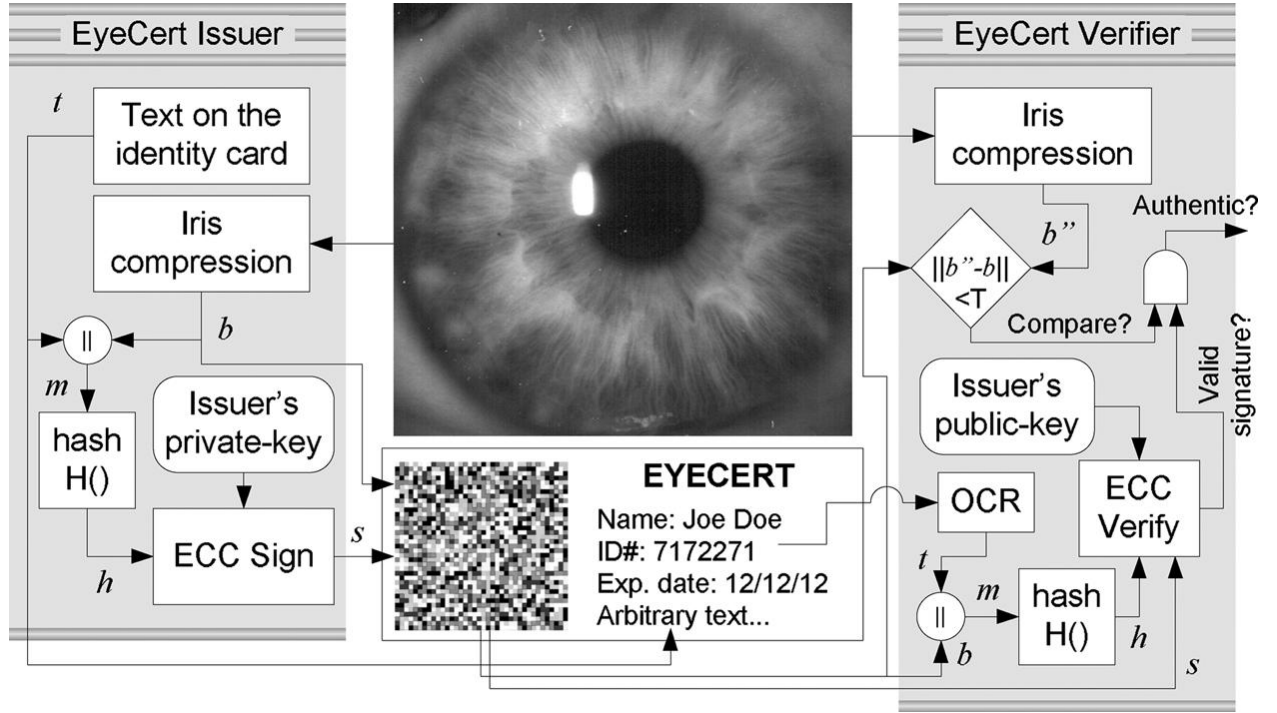 EyeCert Issuer
t
Text on the
identity card
Iris
compression
b
||
m
hash
H()
Issuer's
private-key
h
ECC Sign
s
EYECERT
Name: Joe Doe
ID#: 7172271
Exp. date: 12/12/12
Arbitrary text...
EyeCert Verifier
Iris
compression
b”
||b”-b||
<T
Compare?
Authentic?
Valid
signature?
Issuer's
public-key
OCR
ECC
Verify
t
||
m
b
hash
H()
h
s